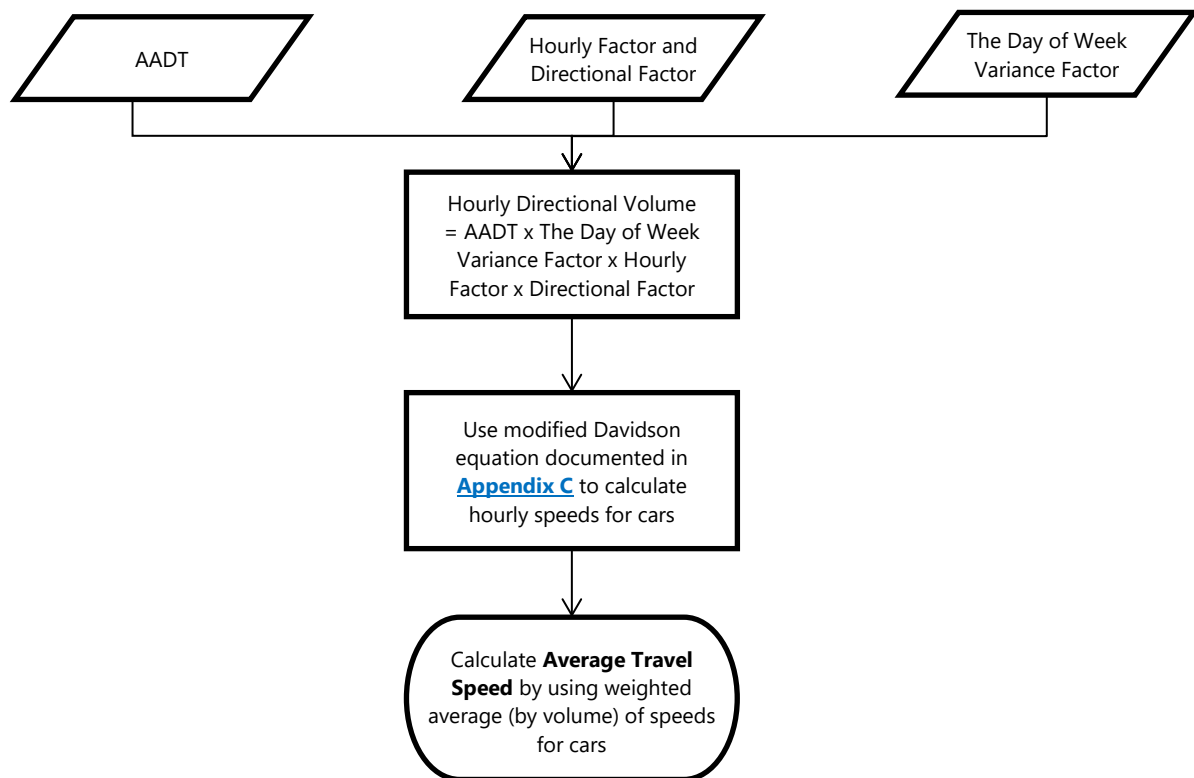 AADT
Hourly Factor and
Directional Factor
The Day of Week
Variance Factor
Hourly Directional Volume
= AADT x The Day of Week
Variance Factor x Hourly
Factor x Directional Factor
Use modified Davidson
equation documented in
Appendix C to calculate
hourly speeds for cars
Calculate Average Travel
Speed by using weighted
average (by volume) of speeds
for cars